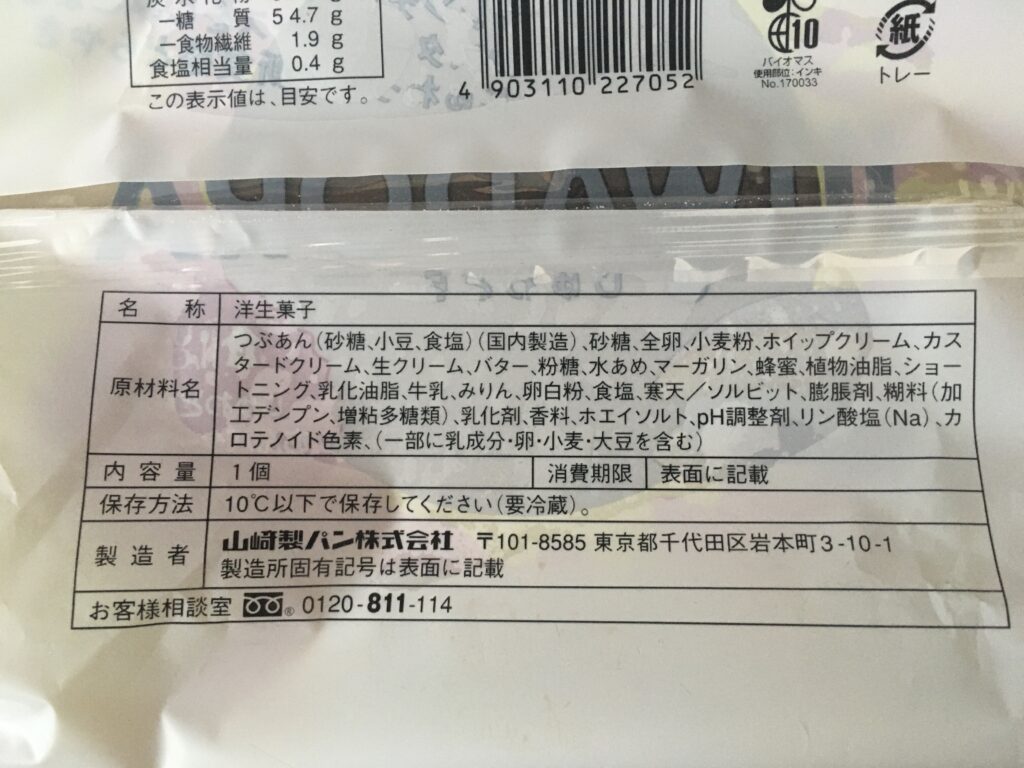 一糖質 54.7 g
一食物繊維 1.9 g
食塩相当量 0.4 g
この表示値は、目安です。
4 903110 227052
10
バイオマス
使用部位:インキ
No.170033
紙
トレー
名称 洋生菓子
原材料名 つぶあん(砂糖、小豆、食塩)(国内製造)、砂糖、全卵、小麦粉、ホイップクリーム、カス
タードクリーム、生クリーム、バター、粉糖、水あめ、マーガリン、蜂蜜、植物油脂、ショー
トニング、乳化油脂、牛乳、みりん、卵白粉、食塩、寒天/ソルビット、膨脹剤、糊料(加
工デンプン、増粘多糖類)、乳化剤、香料、ホエイソルト、pH調整剤、リン酸塩(Na)、カ
ロテノイド色素、(一部に乳成分・卵・小麦・大豆を含む)
内容量 1個 消費期限 表面に記載
保存方法 10℃以下で保存してください(要冷蔵)。
製造者 山崎製パン株式会社 〒101-8585 東京都千代田区岩本町3-10-1
製造所固有記号は表面に記載
お客様相談室 ® 0120-811-114